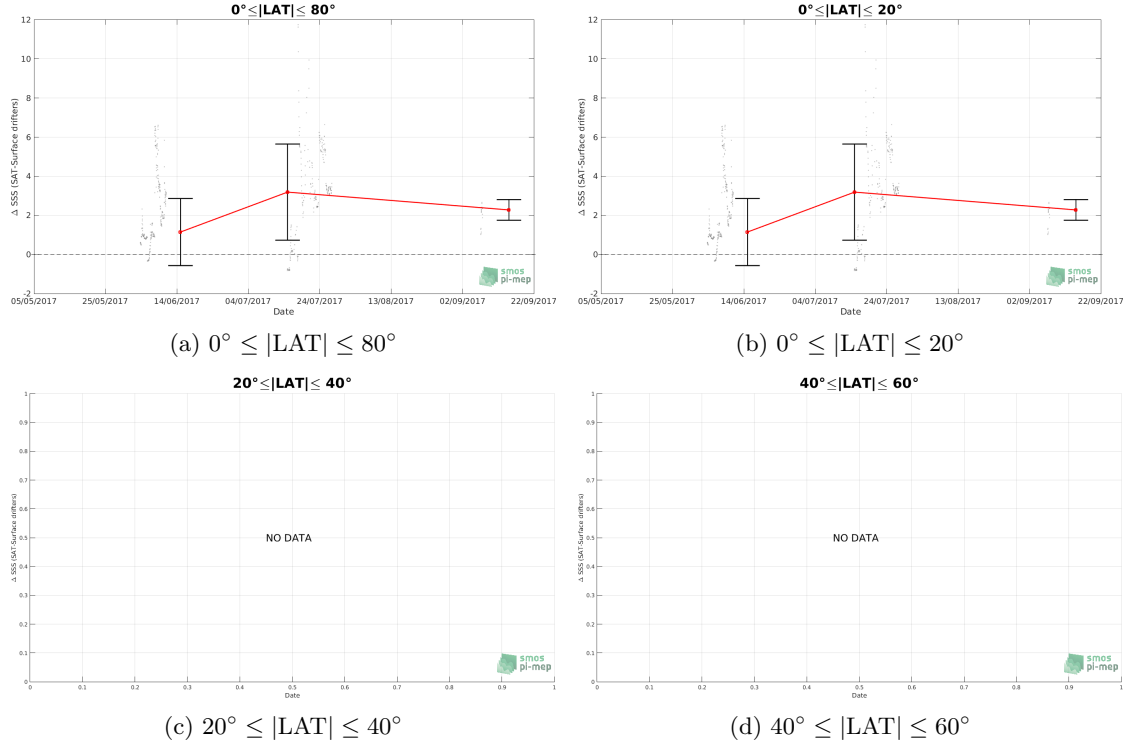 0°≤|LAT|≤ 80°
12
10
8
6
4
2
0
-2
Δ SSS (SAT-Surface drifters)
05/05/2017 25/05/2017 14/06/2017 04/07/2017 24/07/2017 13/08/2017 02/09/2017 22/09/2017
Date
smos
pi-mep
(a) 0° ≤ |LAT| ≤ 80°
0°≤|LAT|≤ 20°
12
10
8
6
4
2
0
-2
Δ SSS (SAT-Surface drifters)
05/05/2017 25/05/2017 14/06/2017 04/07/2017 24/07/2017 13/08/2017 02/09/2017 22/09/2017
Date
smos
pi-mep
(b) 0° ≤ |LAT| ≤ 20°
20°≤|LAT|≤ 40°
1
0.9
0.8
0.7
0.6
0.5
0.4
0.3
0.2
0.1
0
Δ SSS (SAT-Surface drifters)
NO DATA
0 0.1 0.2 0.3 0.4 0.5 0.6 0.7 0.8 0.9 1
Date
smos
pi-mep
(c) 20° ≤ |LAT| ≤ 40°
40°≤|LAT|≤ 60°
1
0.9
0.8
0.7
0.6
0.5
0.4
0.3
0.2
0.1
0
Δ SSS (SAT-Surface drifters)
NO DATA
0 0.1 0.2 0.3 0.4 0.5 0.6 0.7 0.8 0.9 1
Date
smos
pi-mep
(d) 40° ≤ |LAT| ≤ 60°